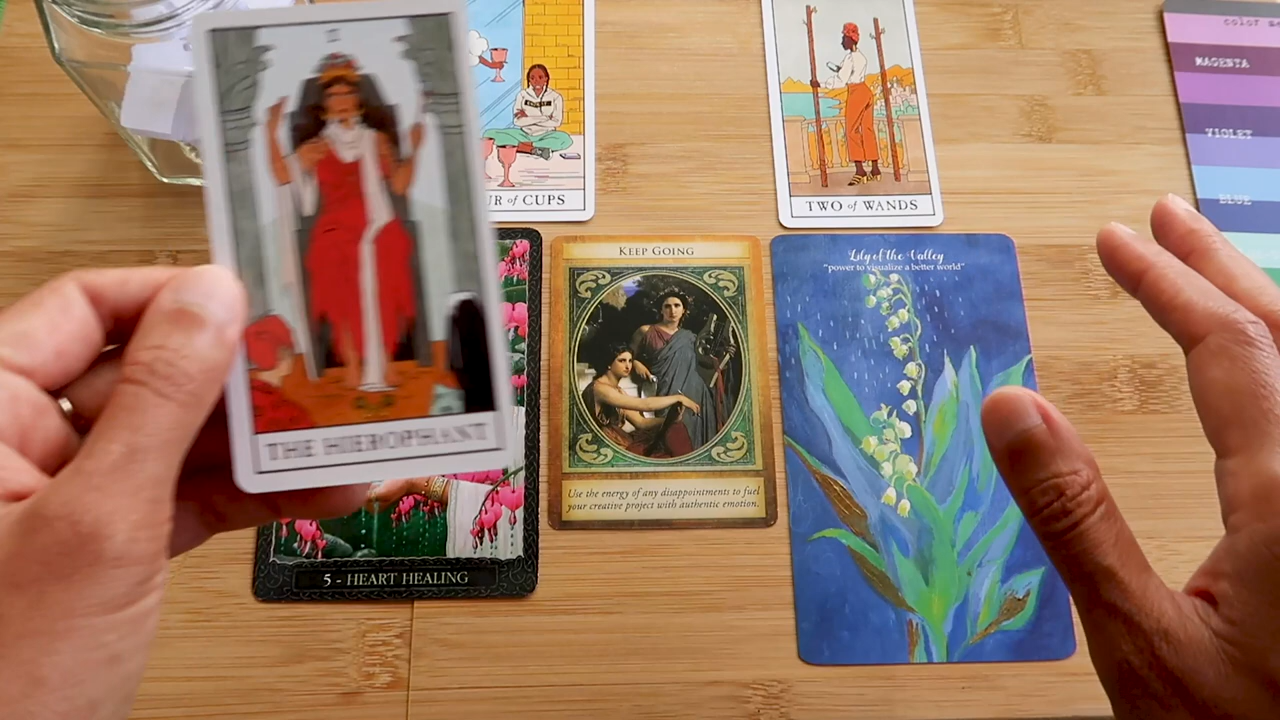 THE HIEROPHANT
UR of CUPS
TWO of WANDS
color
MAGENTA
VIOLET
BLUE
5 - HEART HEALING
KEEP GOING
Use the energy of any disappointments to fuel
your creative project with authentic emotion.
Lily of the Valley
"power to visualize a better world"